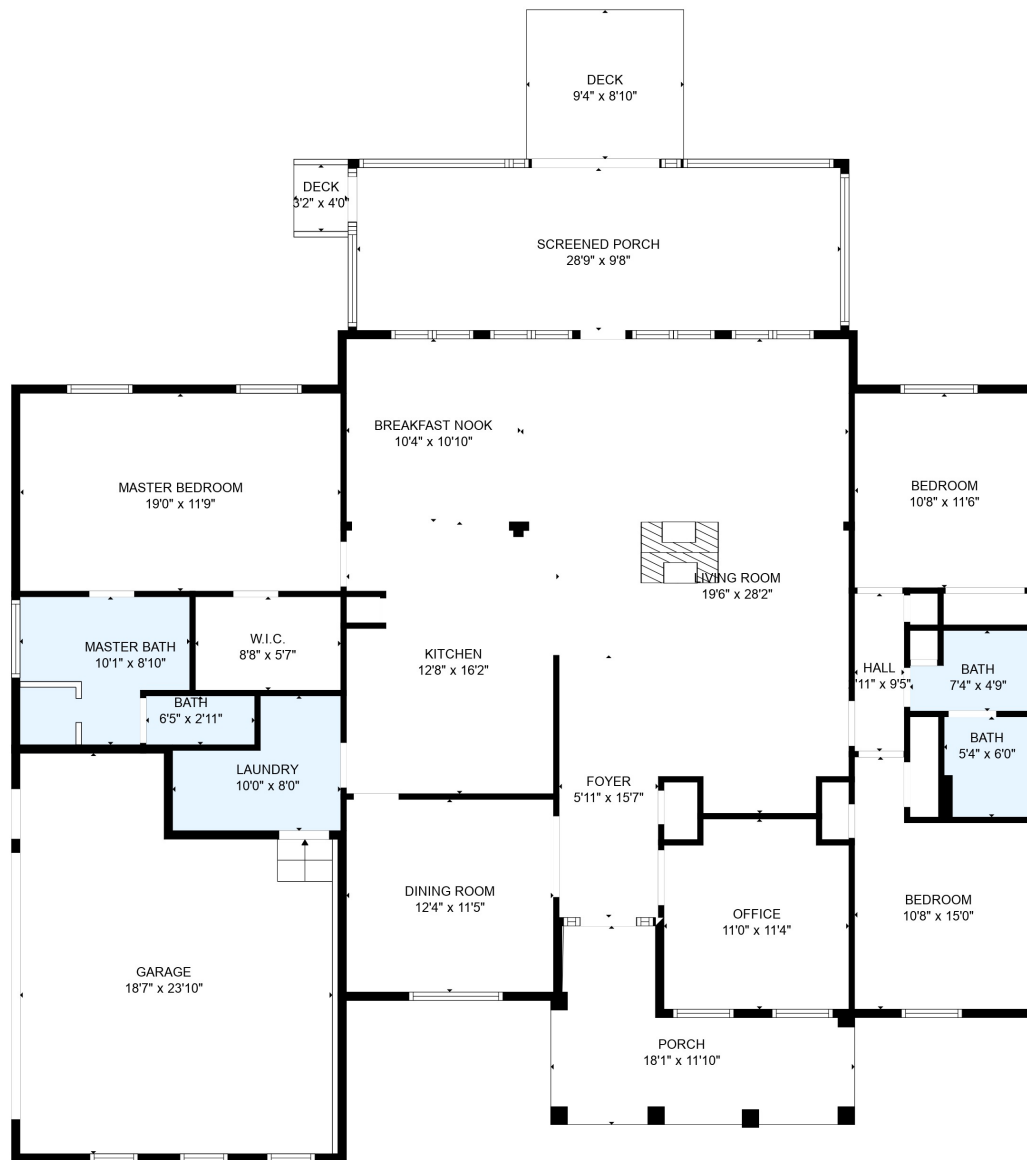 DECK
9'4" x 8'10"
DECK
3'2" x 4'0"
SCREENED PORCH
28'9" x 9'8"
BREAKFAST NOOK
10'4" x 10'10"
MASTER BEDROOM
19'0" x 11'9"
BEDROOM
10'8" x 11'6"
LIVING ROOM
19'6" x 28'2"
MASTER BATH
10'1" x 8'10"
W.I.C.
8'8" x 5'7"
KITCHEN
12'8" x 16'2"
HALL
'11" x 9'5"
BATH
7'4" x 4'9"
BATH
6'5" x 2'11"
BATH
5'4" x 6'0"
LAUNDRY
10'0" x 8'0"
FOYER
5'11" x 15'7"
DINING ROOM
12'4" x 11'5"
OFFICE
11'0" x 11'4"
BEDROOM
10'8" x 15'0"
GARAGE
18'7" x 23'10"
PORCH
18'1" x 11'10"